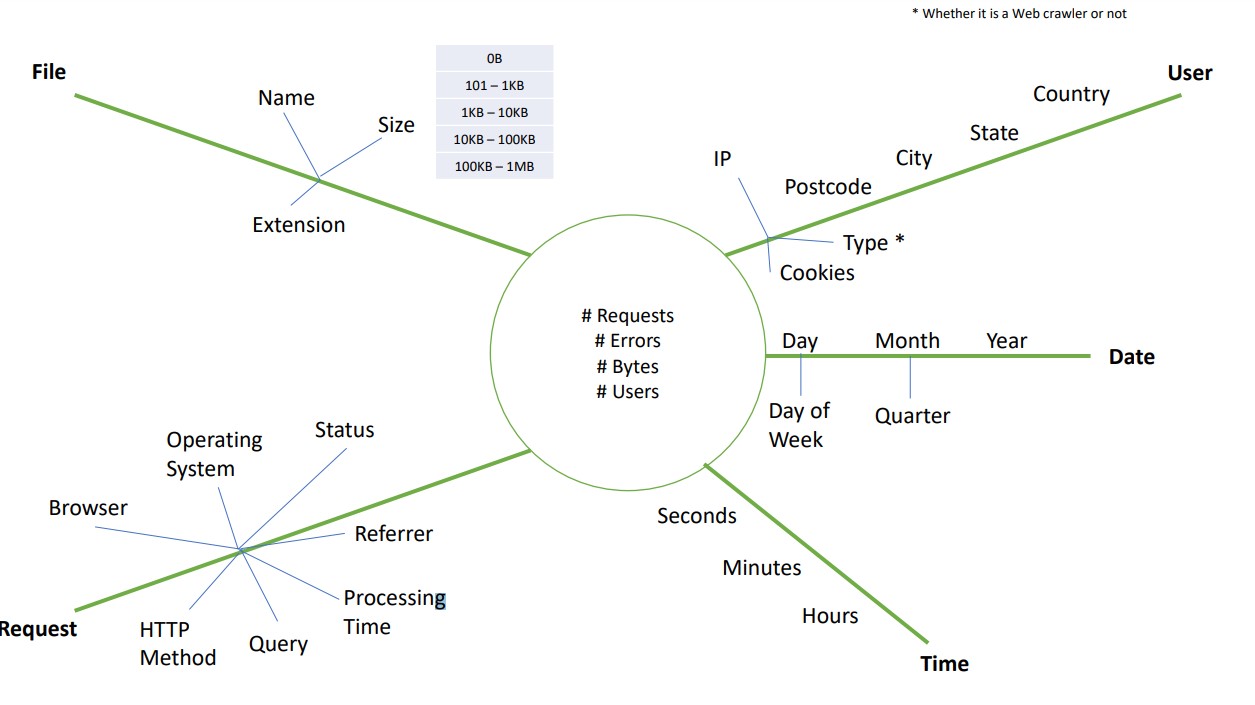 * Whether it is a Web crawler or not
File
Name
Size
Extension
0B
101 – 1KB
1KB – 10KB
10KB – 100KB
100KB – 1MB
User
Country
State
City
Postcode
IP
Type *
Cookies
# Requests
# Errors
# Bytes
# Users
Day
Month
Year
Date
Day of
Week
Quarter
Operating
System
Status
Browser
Referrer
Processing
Time
HTTP
Method
Query
Request
Seconds
Minutes
Hours
Time